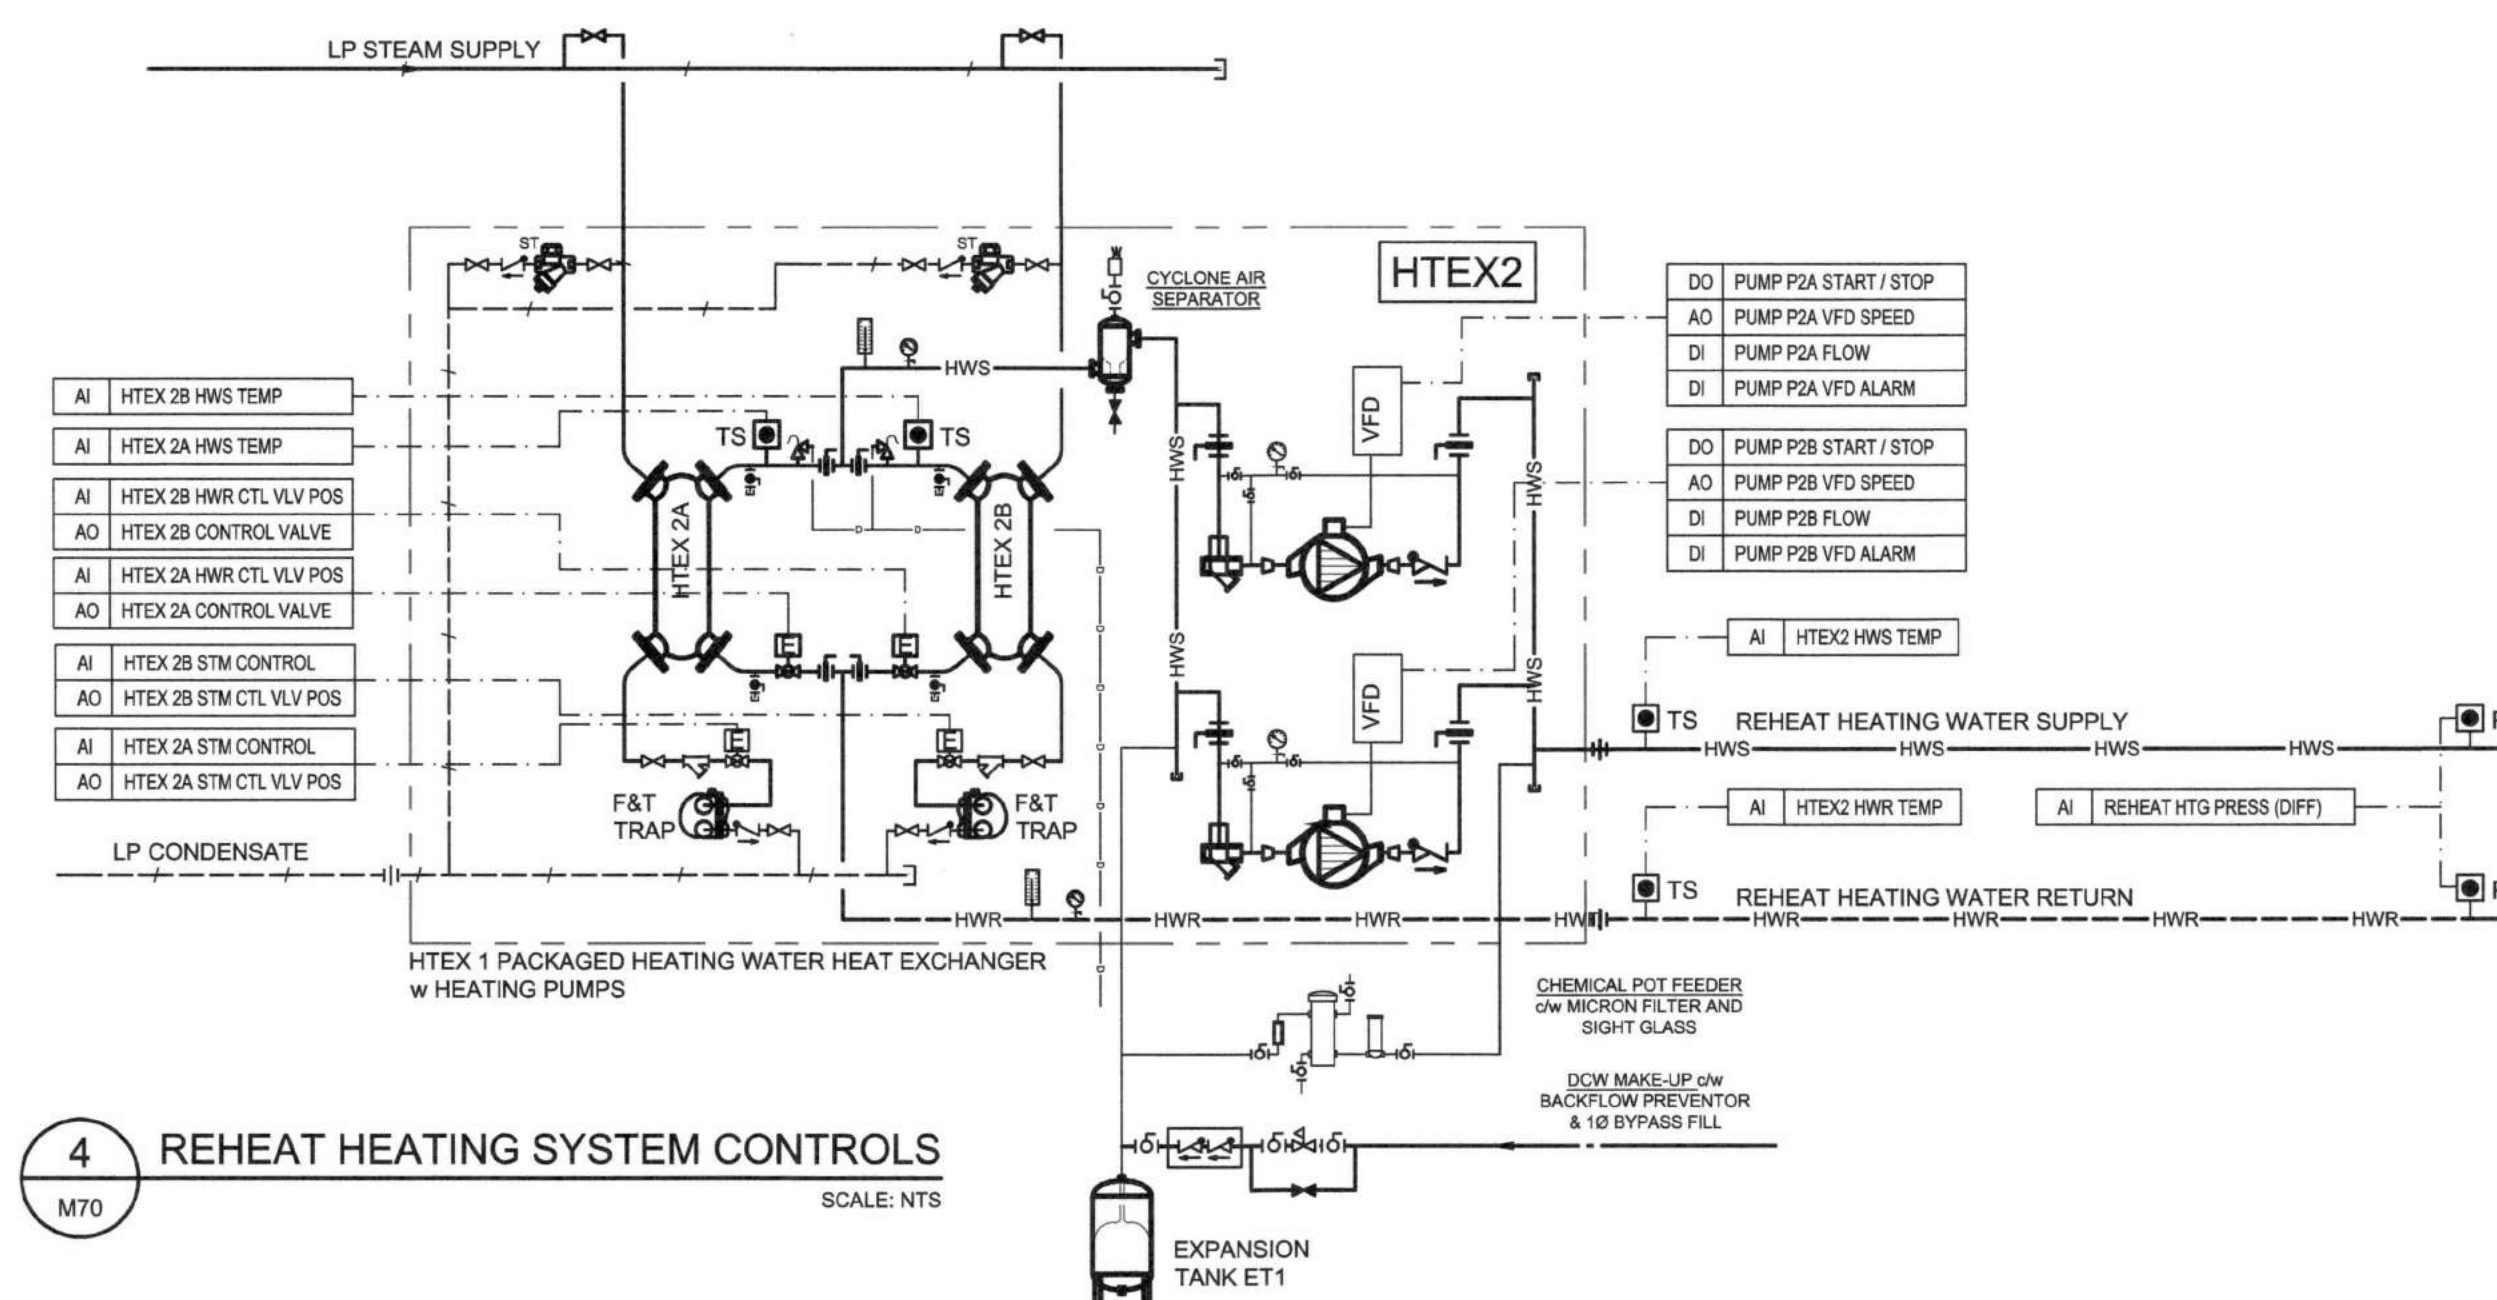 LP STEAM SUPPLY
ST
ST
CYCLONE AIR
SEPARATOR
HTEX2
DO PUMP P2A START / STOP
AO PUMP P2A VFD SPEED
DI PUMP P2A FLOW
DI PUMP P2A VFD ALARM
DO PUMP P2B START / STOP
AO PUMP P2B VFD SPEED
DI PUMP P2B FLOW
DI PUMP P2B VFD ALARM
HWS
AI HTEX 2B HWS TEMP
AI HTEX 2A HWS TEMP
AI HTEX 2B HWR CTL VLV POS
AO HTEX 2B CONTROL VALVE
AI HTEX 2A HWR CTL VLV POS
AO HTEX 2A CONTROL VALVE
AI HTEX 2B STM CONTROL
AO HTEX 2B STM CTL VLV POS
AI HTEX 2A STM CONTROL
AO HTEX 2A STM CTL VLV POS
TS
TS
HTEX 2A
HTEX 2B
D D
D
D
D
D
D
D
D
E
E
E
E
VFD
VFD
HWS
HWS
HWS
HWS
AI HTEX2 HWS TEMP
TS
REHEAT HEATING WATER SUPPLY
HWS HWS HWS HWS
AI HTEX2 HWR TEMP
AI REHEAT HTG PRESS (DIFF)
TS
REHEAT HEATING WATER RETURN
HWR HWR HWR HWR HWR HWR HWR
F&T
TRAP
F&T
TRAP
LP CONDENSATE
HTEX 1 PACKAGED HEATING WATER HEAT EXCHANGER
w HEATING PUMPS
CHEMICAL POT FEEDER
c/w MICRON FILTER AND
SIGHT GLASS
DCW MAKE-UP c/w
BACKFLOW PREVENTOR
& 1Ø BYPASS FILL
4
M70
REHEAT HEATING SYSTEM CONTROLS
SCALE: NTS
EXPANSION
TANK ET1